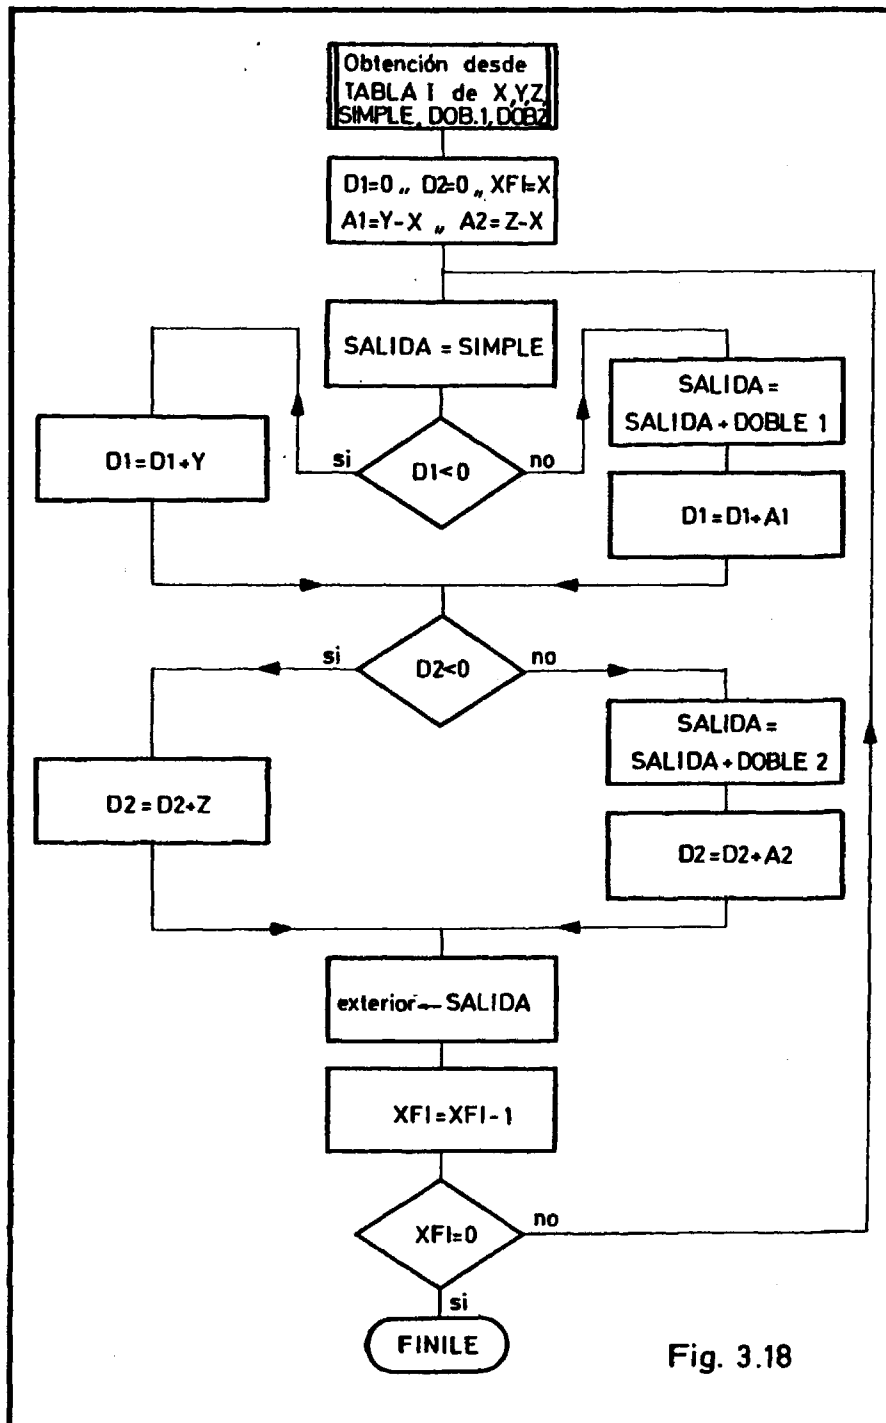 Obtención desde
TABLA I de X,Y,Z,
SIMPLE, DOB.1, DOB2
D1=0 ,, D2=0 ,, XFI=X
A1=Y-X ,, A2=Z-X
SALIDA = SIMPLE
SALIDA =
SALIDA + DOBLE 1
D1=D1+Y
si
D1<0
no
D1=D1+A1
si
D2<0
no
SALIDA =
SALIDA + DOBLE 2
D2=D2+Z
D2=D2+A2
exterior ← SALIDA
XFI=XFI-1
XFI=0
no
si
FINILE
Fig. 3.18